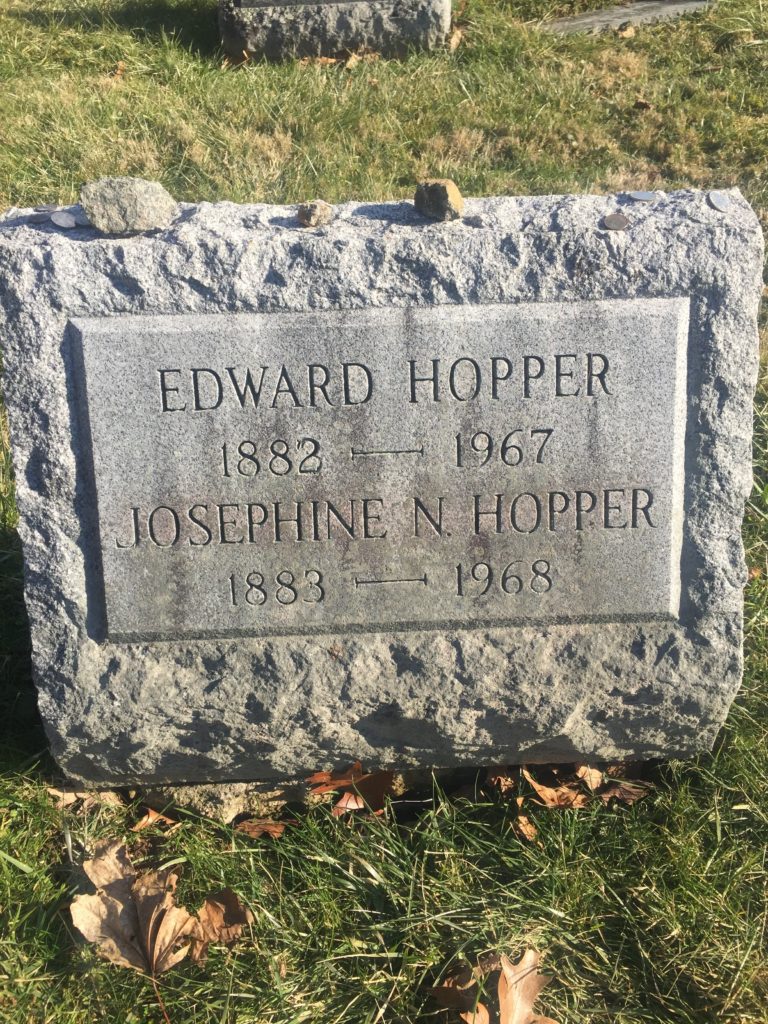 EDWARD HOPPER
1882 — 1967
JOSEPHINE N. HOPPER
1883 — 1968